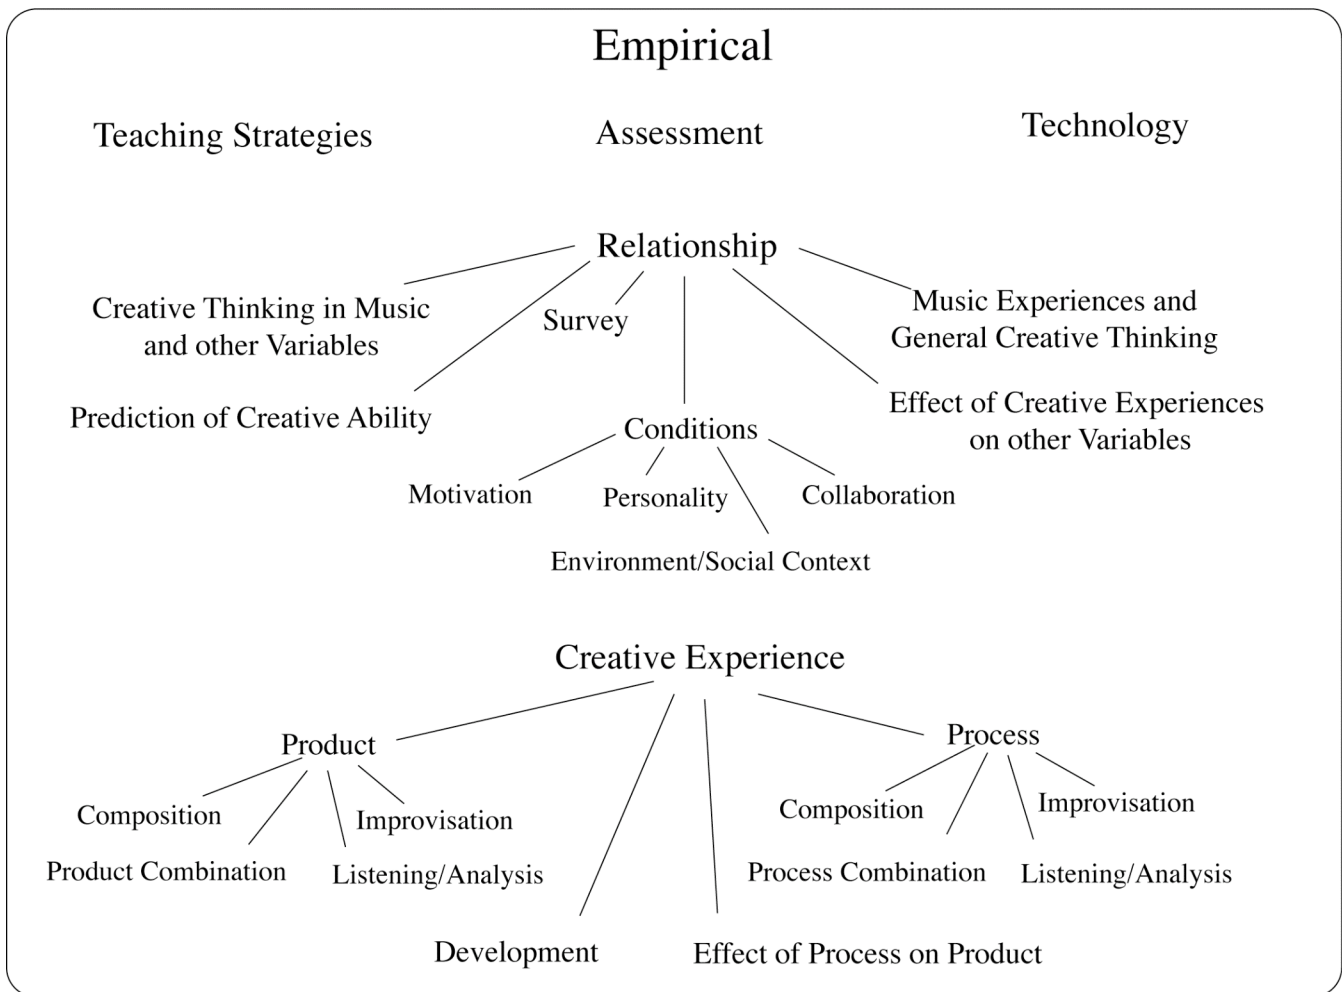 Empirical
Teaching Strategies
Assessment
Technology
Relationship
Creative Thinking in Music
and other Variables
Survey
Music Experiences and
General Creative Thinking
Prediction of Creative Ability
Conditions
Effect of Creative Experiences
on other Variables
Motivation
Personality
Collaboration
Environment/Social Context
Creative Experience
Product
Process
Composition
Improvisation
Product Combination
Listening/Analysis
Composition
Improvisation
Process Combination
Listening/Analysis
Development
Effect of Process on Product